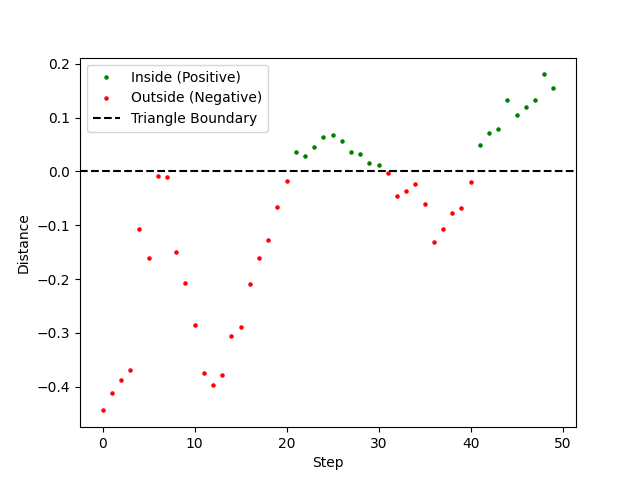 0.2
0.1
0.0
−0.1
−0.2
−0.3
−0.4
Distance
Inside (Positive)
Outside (Negative)
Triangle Boundary
0 10 20 30 40 50
Step